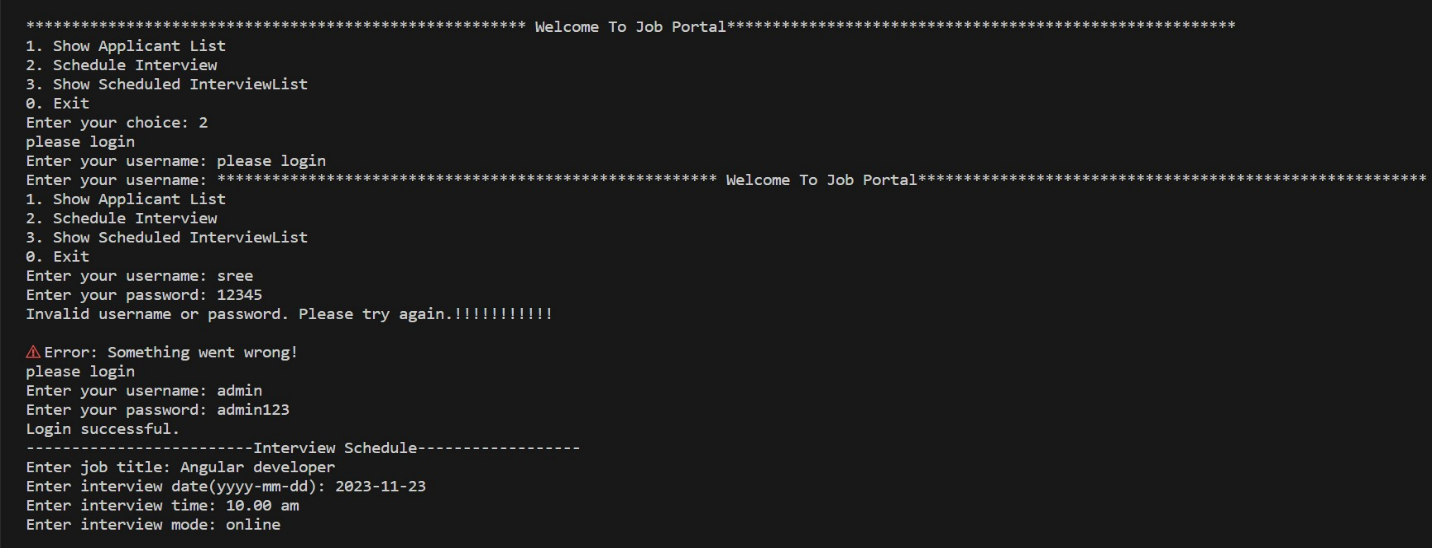 ******************************************************* Welcome To Job Portal********************************************************
1. Show Applicant List
2. Schedule Interview
3. Show Scheduled InterviewList
0. Exit
Enter your choice: 2
please login
Enter your username: please login
Enter your username: ******************************************************* Welcome To Job Portal********************************************************
1. Show Applicant List
2. Schedule Interview
3. Show Scheduled InterviewList
0. Exit
Enter your username: sree
Enter your password: 12345
Invalid username or password. Please try again.!!!!!!!!!!!
⚠Error: Something went wrong!
please login
Enter your username: admin
Enter your password: admin123
Login successful.
-------------------------Interview Schedule------------------
Enter job title: Angular developer
Enter interview date(yyyy-mm-dd): 2023-11-23
Enter interview time: 10.00 am
Enter interview mode: online